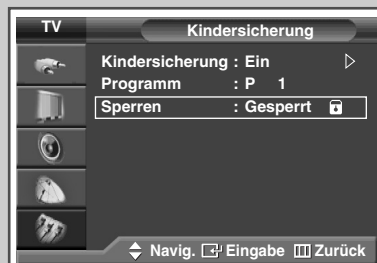 TV Kindersicherung
Kindersicherung : Ein
Programm : P 1
Sperren : Gesperrt
Navig. Eingabe Zurück